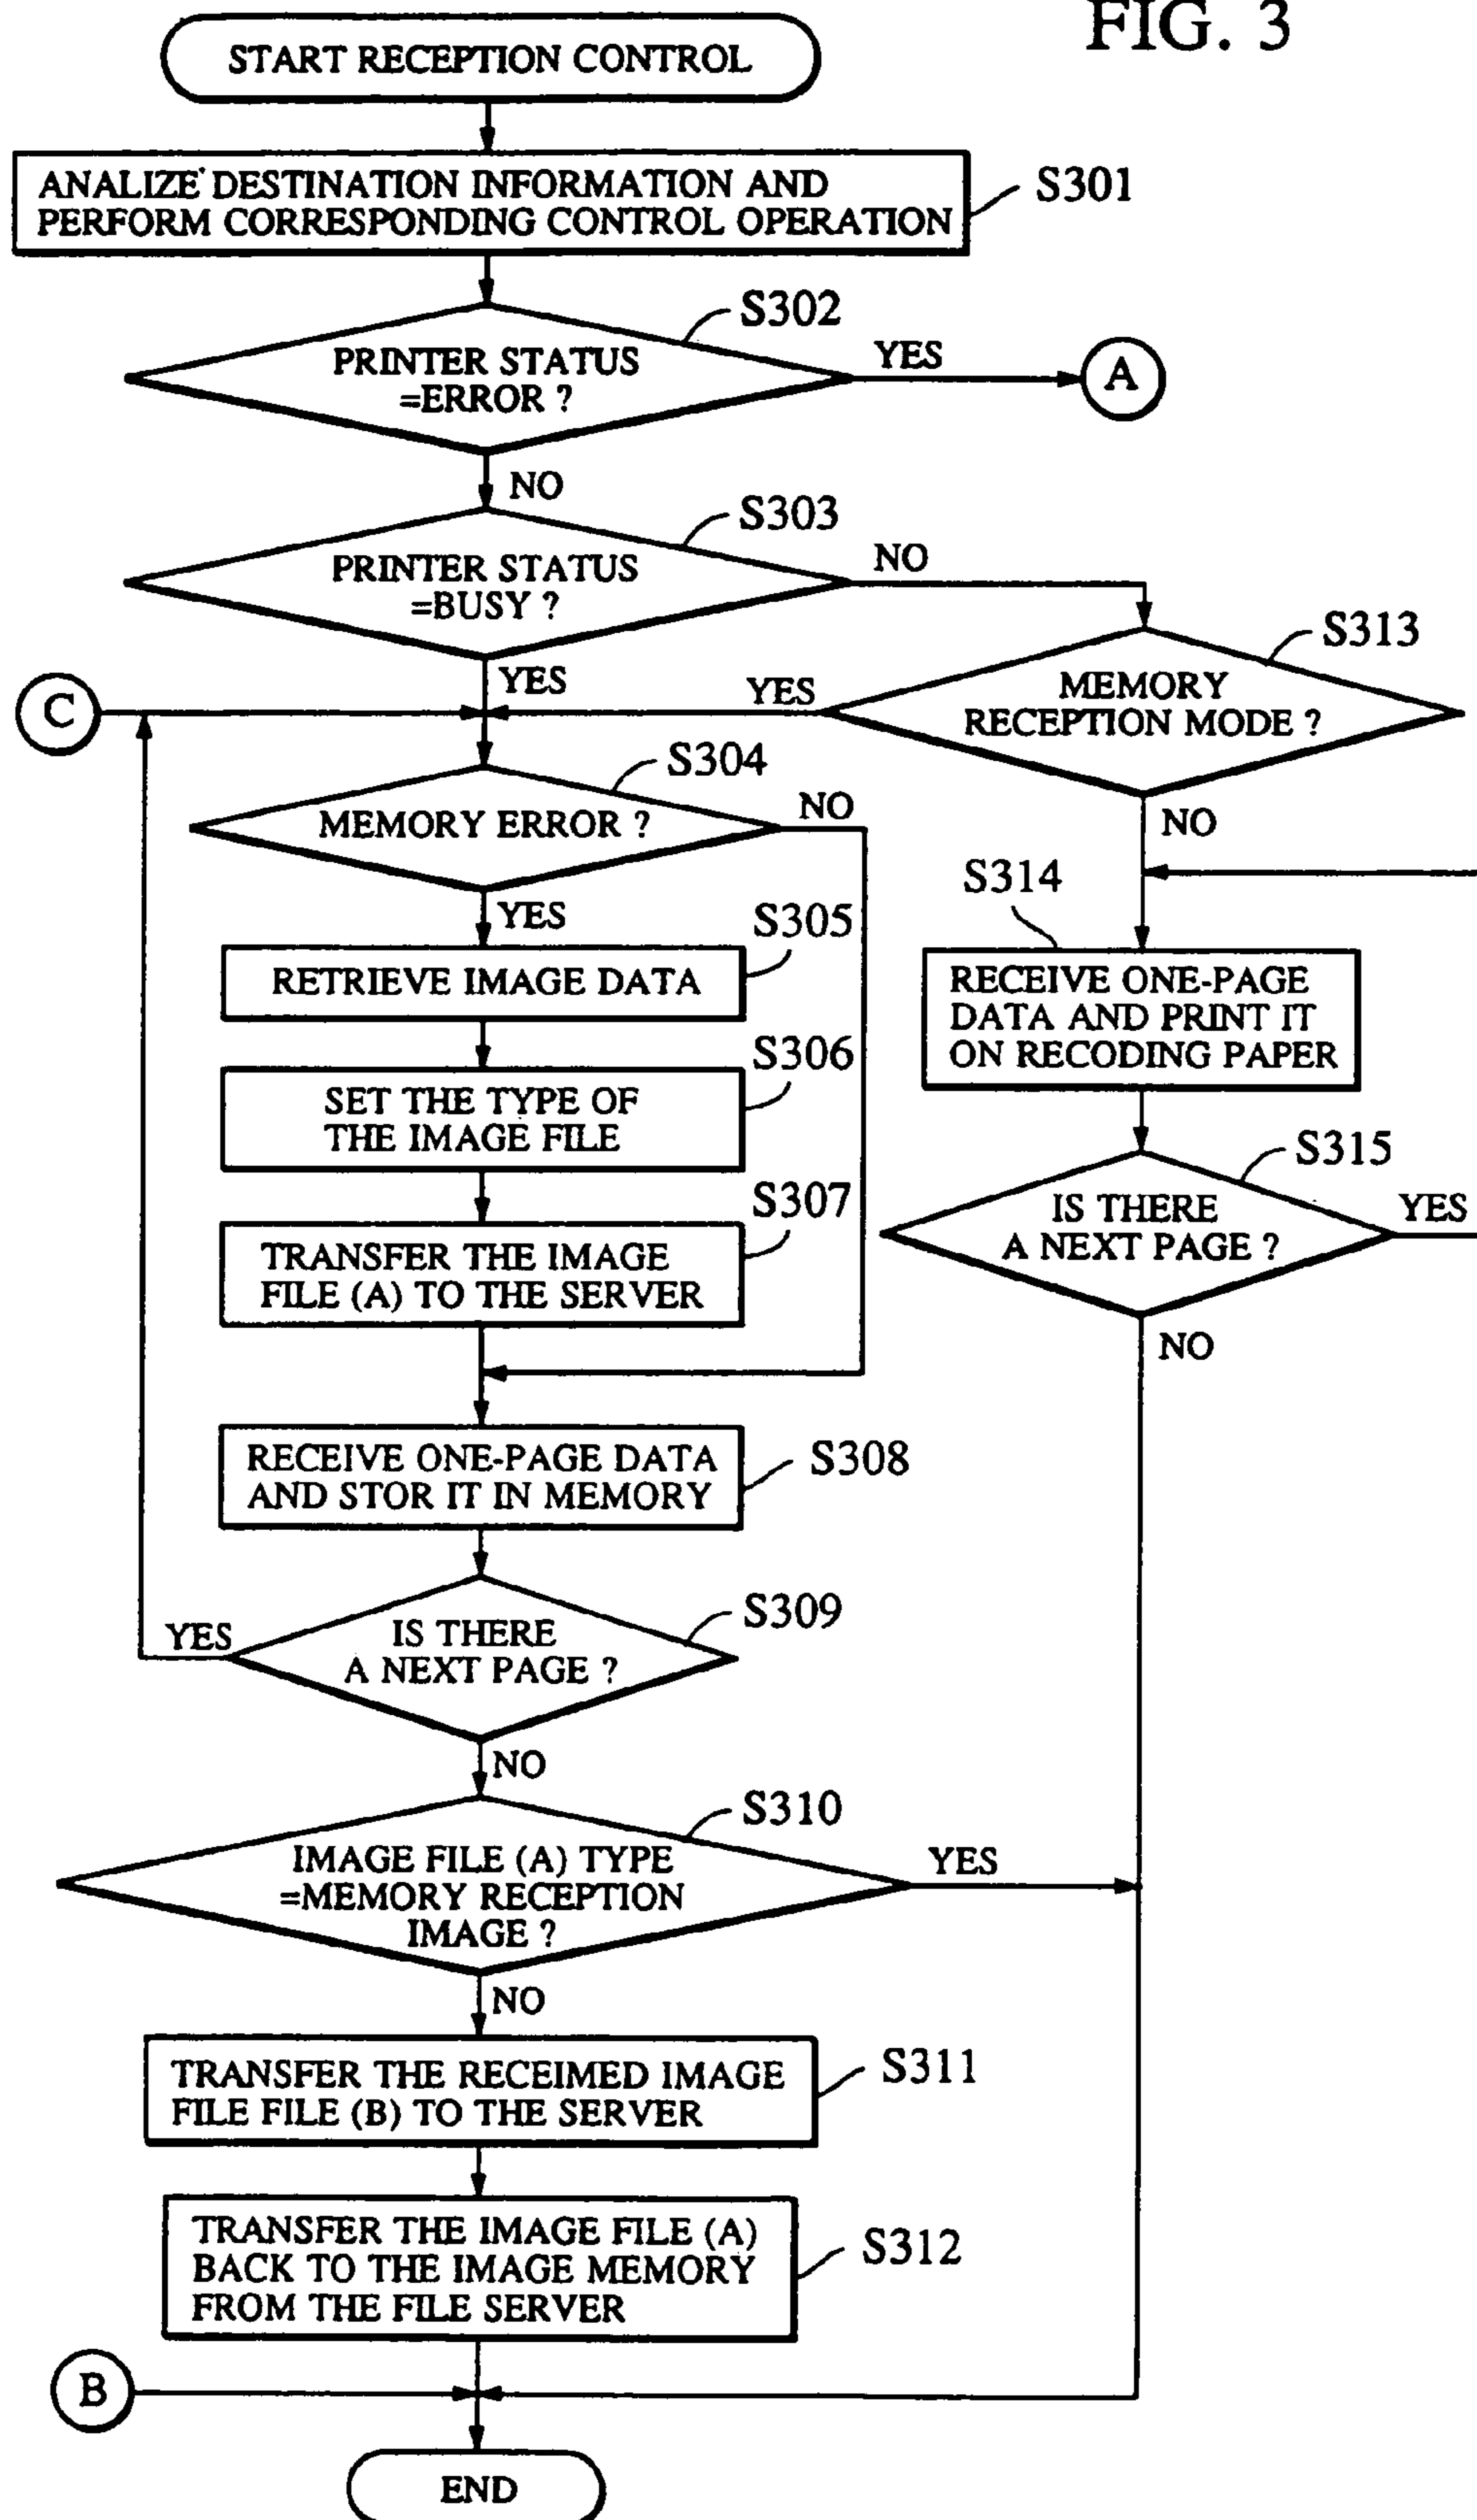 FIG. 3
START RECEPTION CONTROL
ANALIZE DESTINATION INFORMATION AND
PERFORM CORRESPONDING CONTROL OPERATION
S301
S302
PRINTER STATUS
=ERROR ?
YES
A
NO
S303
PRINTER STATUS
=BUSY ?
NO
YES
S313
MEMORY
RECEPTION MODE ?
YES
NO
C
S304
MEMORY ERROR ?
NO
YES
S305
RETRIEVE IMAGE DATA
S314
RECEIVE ONE-PAGE
DATA AND PRINT IT
ON RECODING PAPER
S306
SET THE TYPE OF
THE IMAGE FILE
S315
IS THERE
A NEXT PAGE ?
YES
NO
S307
TRANSFER THE IMAGE
FILE (A) TO THE SERVER
S308
RECEIVE ONE-PAGE DATA
AND STOR IT IN MEMORY
S309
IS THERE
A NEXT PAGE ?
YES
NO
S310
IMAGE FILE (A) TYPE
=MEMORY RECEPTION
IMAGE ?
YES
NO
S311
TRANSFER THE RECEIMED IMAGE
FILE FILE (B) TO THE SERVER
S312
TRANSFER THE IMAGE FILE (A)
BACK TO THE IMAGE MEMORY
FROM THE FILE SERVER
B
END